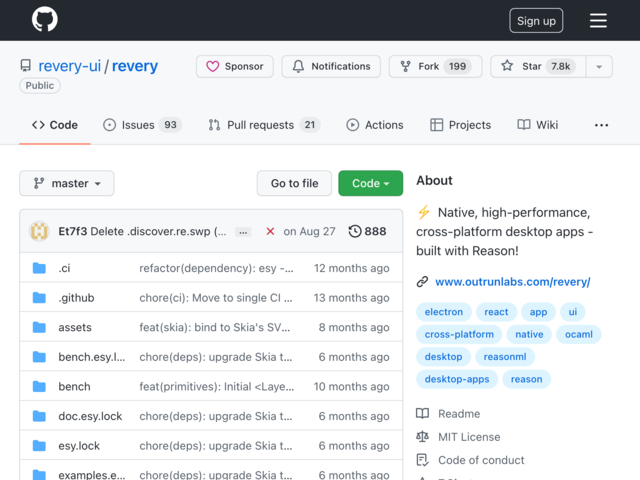 Sign up
revery-ui / revery
Public
Sponsor
Notifications
Fork 199
Star 7.8k
Code
Issues 93
Pull requests 21
Actions
Projects
Wiki
master
Go to file
Code
Et7f3 Delete .discover.re.swp (... ... on Aug 27 888
.ci refactor(dependency): esy -... 12 months ago
.github chore(ci): Move to single CI ... 13 months ago
assets feat(skia): bind to Skia's SV... 8 months ago
bench.esy.l... chore(deps): upgrade Skia t... 6 months ago
bench feat(primitives): Initial <Laye... 10 months ago
doc.esy.lock chore(deps): upgrade Skia t... 6 months ago
esy.lock chore(deps): upgrade Skia t... 6 months ago
examples.e... chore(deps): upgrade Skia t... 6 months ago
About
⚡ Native, high-performance,
cross-platform desktop apps -
built with Reason!
www.outrunlabs.com/revery/
electron react app ui
cross-platform native ocaml
desktop reasonml
desktop-apps reason
Readme
MIT License
Code of conduct